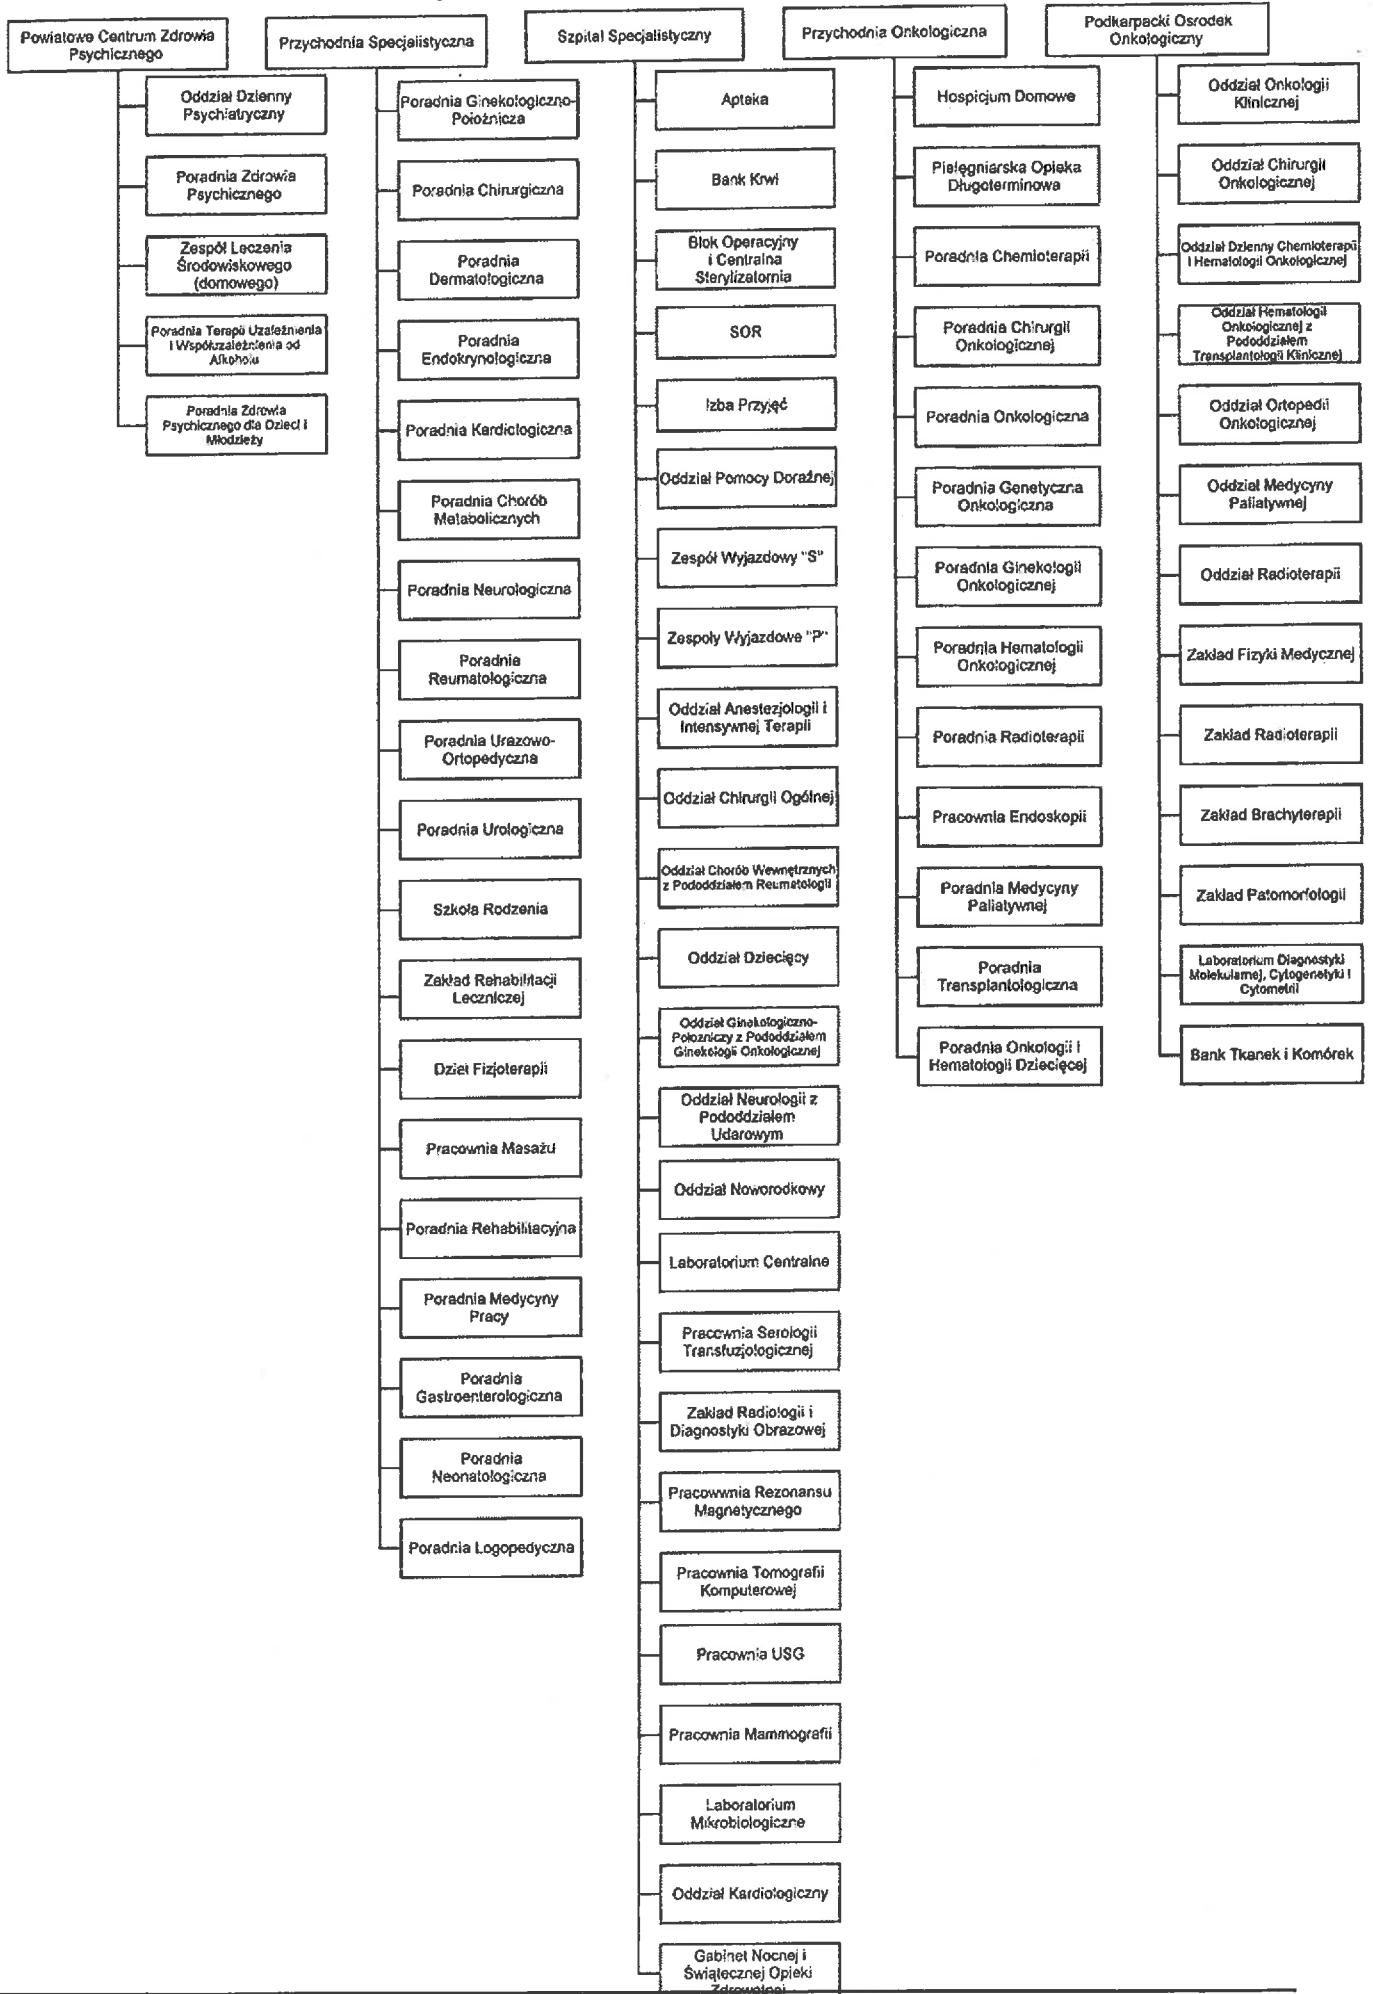 Powiatowe Centrum Zdrowia
Psychicznego
Oddział Dzienny
Psychiatryczny
Poradnia Zdrowia
Psychicznego
Zespół Leczenia
Środowiskowego
(domowego)
Poradnia Terapii Uzależnienia
i Współuzależnienia od
Alkoholu
Poradnia Zdrowia
Psychicznego dla Dzieci i
Młodzieży
Przychodnia Specjalistyczna
Poradnia Ginekologiczno-
Położnicza
Poradnia Chirurgiczna
Poradnia
Dermatologiczna
Poradnia
Endokrynologiczna
Poradnia Kardiologiczna
Poradnia Chorób
Metabolicznych
Poradnia Neurologiczna
Poradnia
Reumatologiczna
Poradnia Urazowo-
Ortopedyczna
Poradnia Urologiczna
Szkoła Rodzenia
Zakład Rehabilitacji
Leczniczej
Dział Fizjoterapii
Pracownia Masażu
Poradnia Rehabilitacyjna
Poradnia Medycyny
Pracy
Poradnia
Gastroenterologiczna
Poradnia
Neonatologiczna
Poradnia Logopedyczna
Szpital Specjalistyczny
Apteka
Bank Krwi
Blok Operacyjny
i Centralna
Sterylizatornia
SOR
Izba Przyjęć
Oddział Pomocy Doraźnej
Zespół Wyjazdowy "S"
Zespoły Wyjazdowe "P"
Oddział Anestezjologii i
Intensywnej Terapii
Oddział Chirurgii Ogólnej
Oddział Chorób Wewnętrznych
z Pododdziałem Reumatologii
Oddział Dziecięcy
Oddział Ginekologiczno-
Położniczy z Pododdziałem
Ginekologii Onkologicznej
Oddział Neurologii z
Pododdziałem
Udarowym
Oddział Noworodkowy
Laboratorium Centralne
Pracownia Serologii
Transfuzjologicznej
Zakład Radiologii i
Diagnostyki Obrazowej
Pracowwnia Rezonansu
Magnetycznego
Pracownia Tomografii
Komputerowej
Pracownia USG
Pracownia Mammografii
Laboratorium
Mikrobiologiczne
Oddział Kardiologiczny
Gabinet Nocnej i
Świątecznej Opieki
Zdrowotnej
Przychodnia Onkologiczna
Hospicjum Domowe
Pielęgniarska Opieka
Długoterminowa
Poradnia Chemioterapii
Poradnia Chirurgii
Onkologicznej
Poradnia Onkologiczna
Poradnia Genetyczna
Onkologiczna
Poradnia Ginekologii
Onkologicznej
Poradnia Hematologii
Onkologicznej
Poradnia Radioterapii
Pracownia Endoskopii
Poradnia Medycyny
Paliatywnej
Poradnia
Transplantologiczna
Poradnia Onkologii i
Hematologii Dziecięcej
Podkarpacki Osrodek
Onkologiczny
Oddział Onkologii
Klinicznej
Oddział Chirurgii
Onkologicznej
Oddział Dzienny Chemioterapii
i Hematologii Onkologicznej
Oddział Hematologii
Onkologicznej z
Pododdziałem
Transplantologii Klinicznej
Oddział Ortopedii
Onkologicznej
Oddział Medycyny
Paliatywnej
Oddział Radioterapii
Zakład Fizyki Medycznej
Zakład Radioterapii
Zakład Brachyterapii
Zakład Patomorfologii
Laboratorium Diagnostyki
Molekularnej, Cytogenetyki i
Cytometrii
Bank Tkanek i Komórek